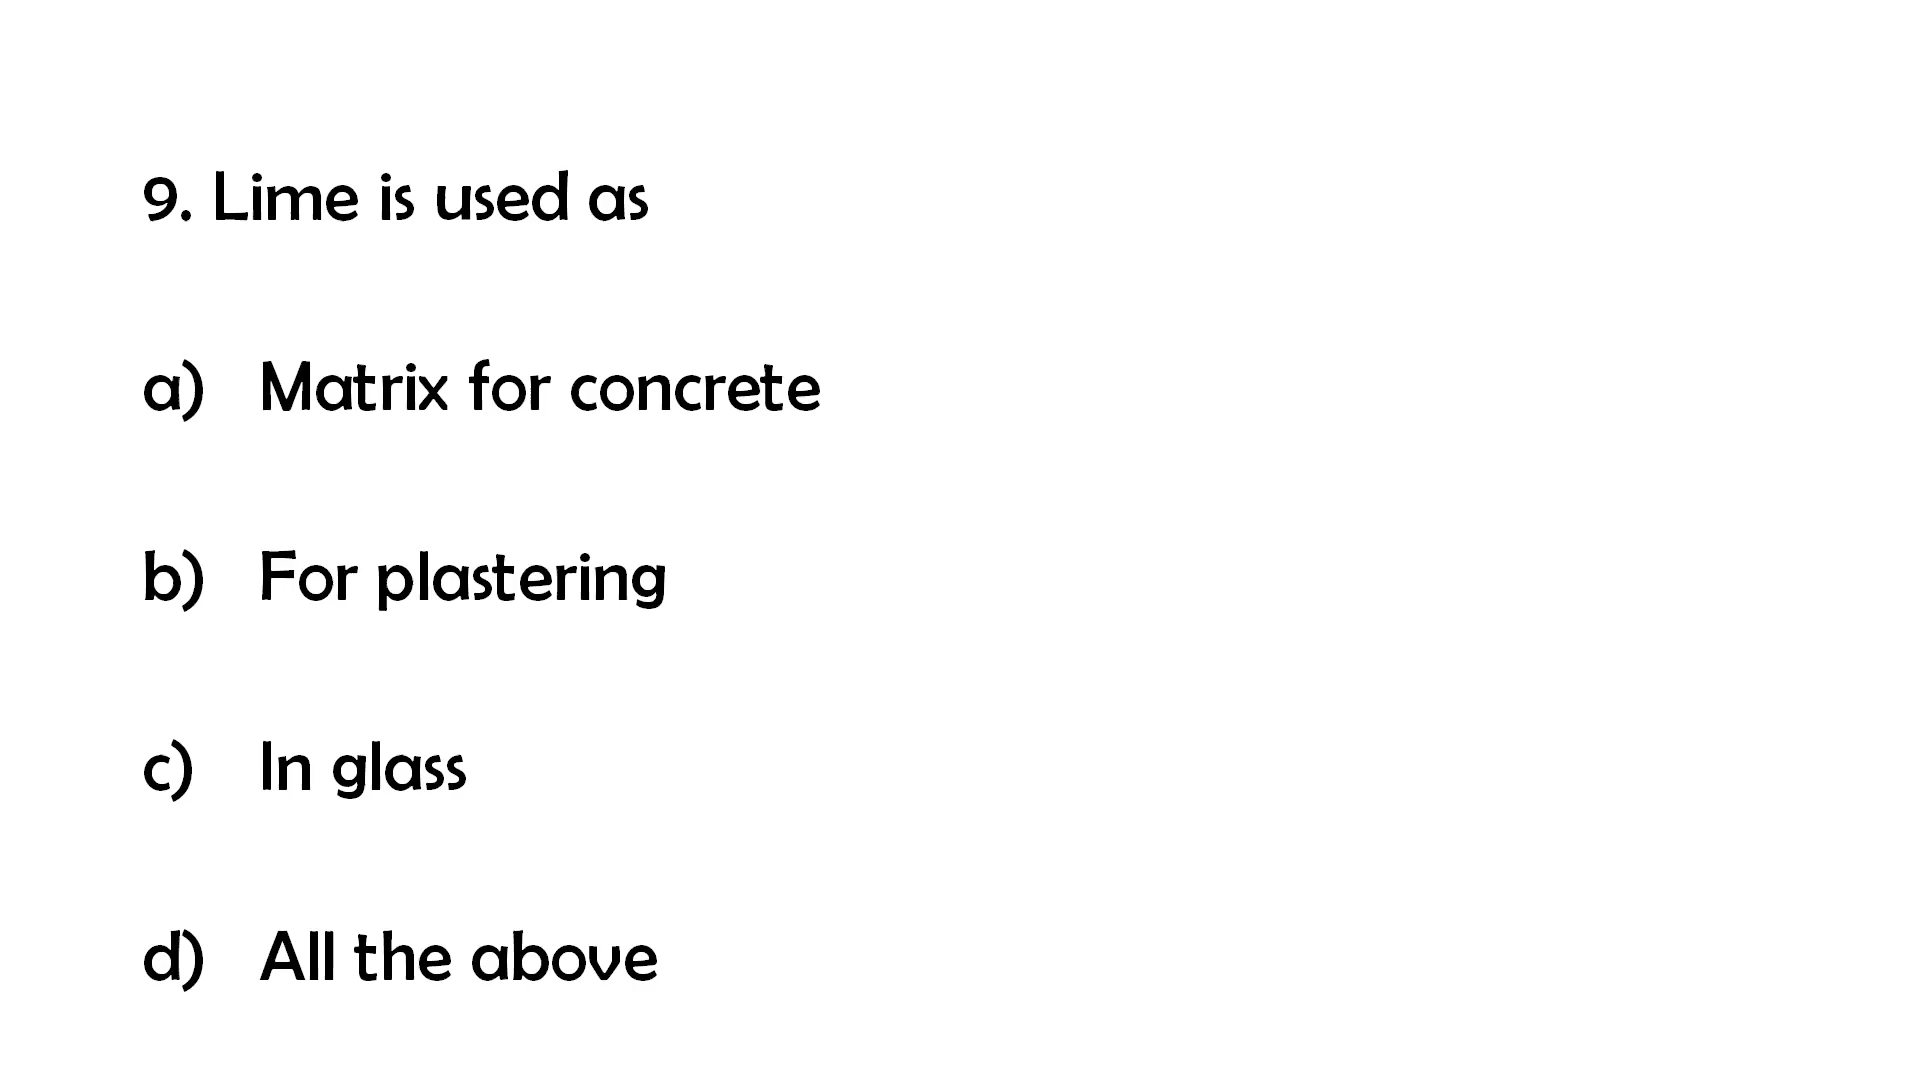 9. Lime is used as
a) Matrix for concrete
b) For plastering
c) In glass
d) All the above